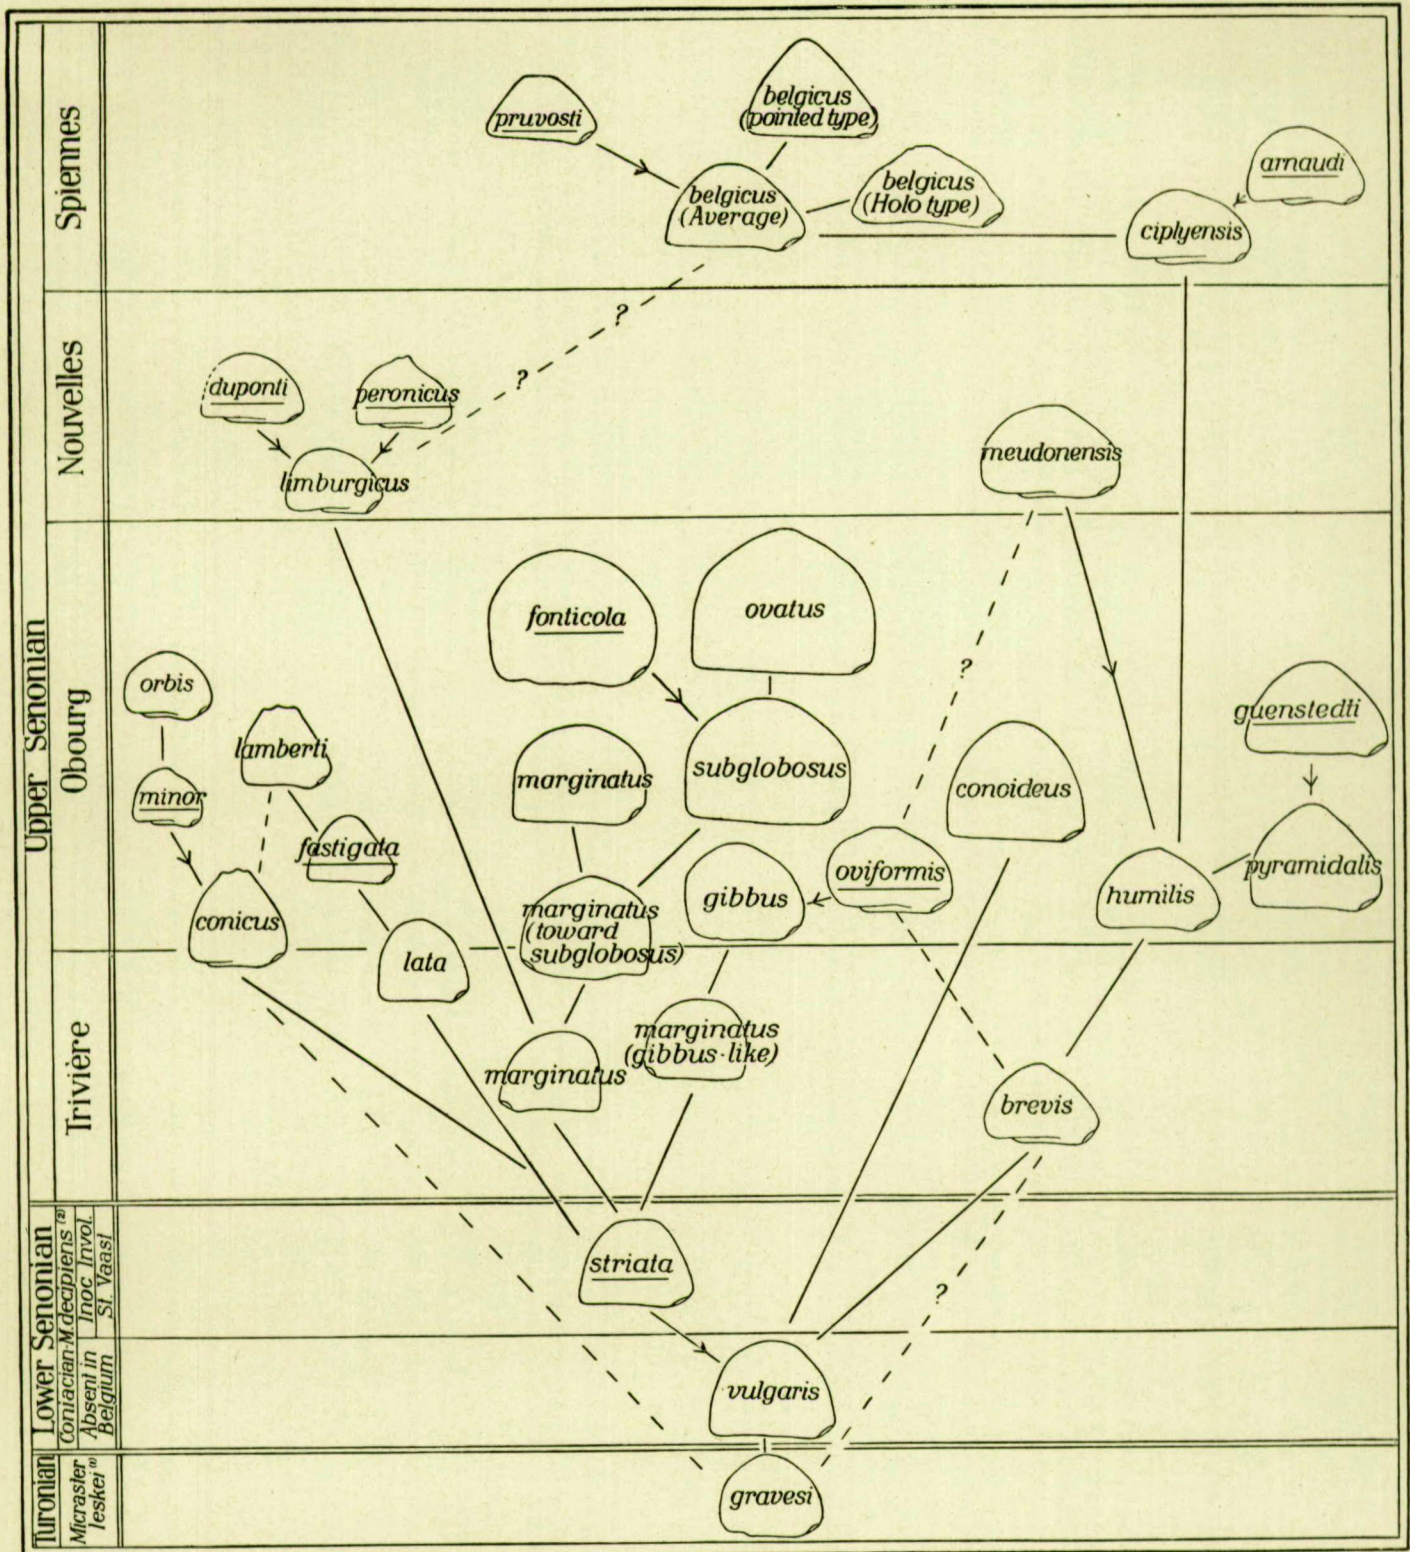 Upper Senonian
Spiennes
pruvosti
belgicus
(pointed type)
belgicus
(Average)
belgicus
(Holo type)
arnaudi
ciplyensis
Nouvelles
?
?
duponti
peronicus
limburgicus
meudonensis
Obourg
fonticola
ovatus
?
orbis
lamberti
minor
fastigata
conicus
marginatus
subglobosus
conoideus
guenstedti
marginatus
(toward
subglobosus)
gibbus
oviformis
humilis
pyramidalis
Trivière
lata
marginatus
marginatus
(gibbus-like)
brevis
Lower Senonian
Coniacian-M.decipiens (2)
Inoc Invol.
St. Vaast
striata
?
Absent in
Belgium
vulgaris
Turonian
Micraster
leskei (1)
gravesi